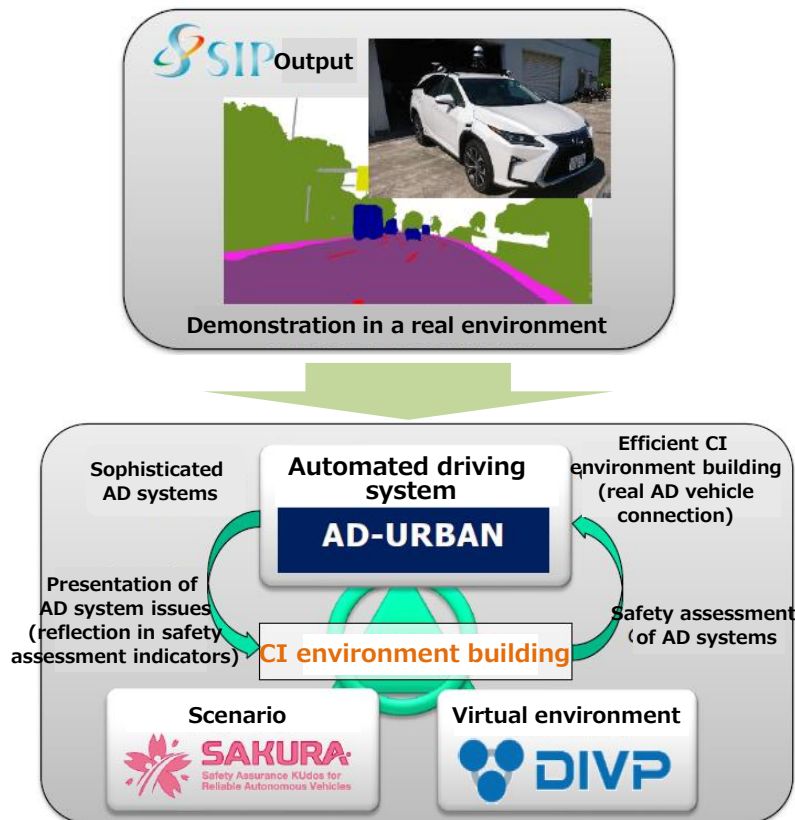 SIP Output
Demonstration in a real environment
Sophisticated
AD systems
Automated driving
system
AD-URBAN
Efficient CI
environment building
(real AD vehicle
connection)
Presentation of
AD system issues
(reflection in safety
assessment indicators)
CI environment building
Safety assessment
of AD systems
Scenario
SAKURA
Safety Assurance KUdos for
Reliable Autonomous Vehicles
Virtual environment
DIVP